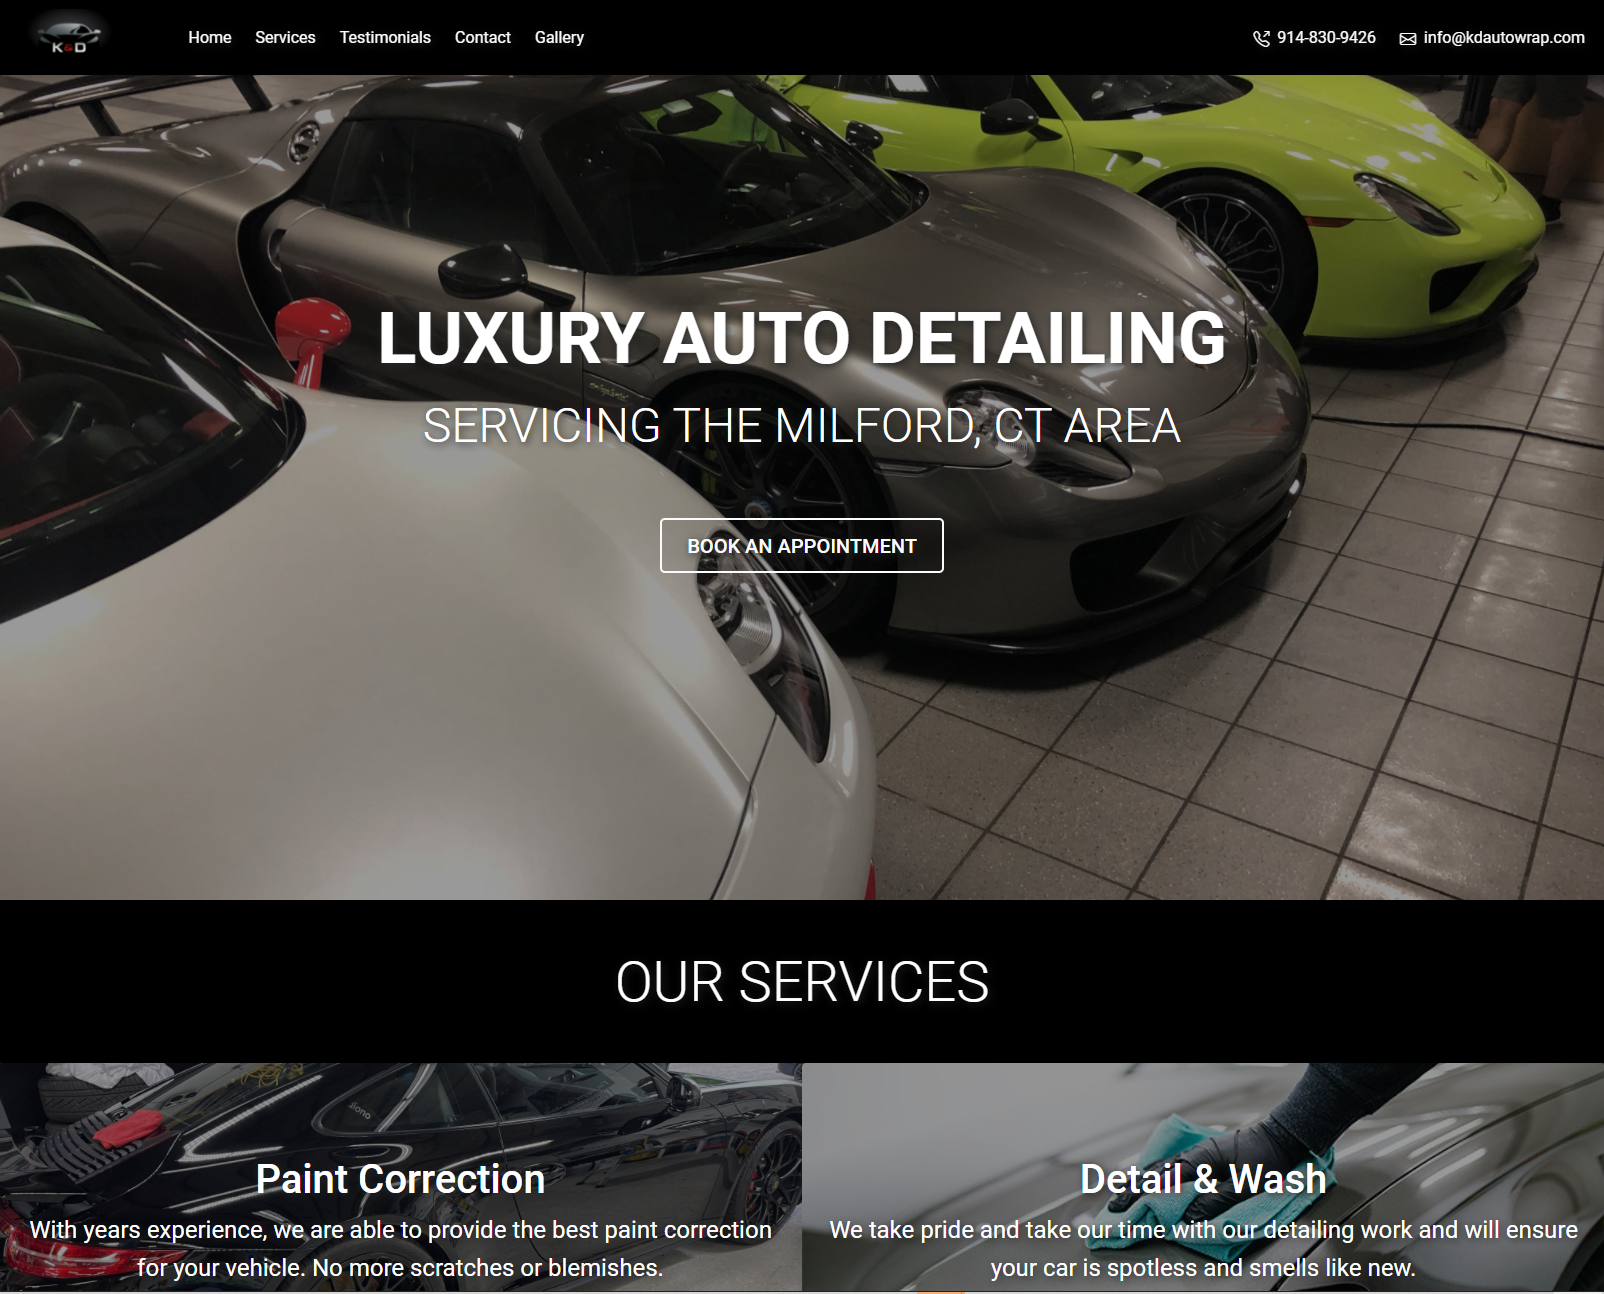 K&D
Home Services Testimonials Contact Gallery
914-830-9426 info@kdautowrap.com
LUXURY AUTO DETAILING
SERVICING THE MILFORD, CT AREA
BOOK AN APPOINTMENT
OUR SERVICES
diono
Paint Correction
With years experience, we are able to provide the best paint correction
for your vehicle. No more scratches or blemishes.
Detail & Wash
We take pride and take our time with our detailing work and will ensure
your car is spotless and smells like new.